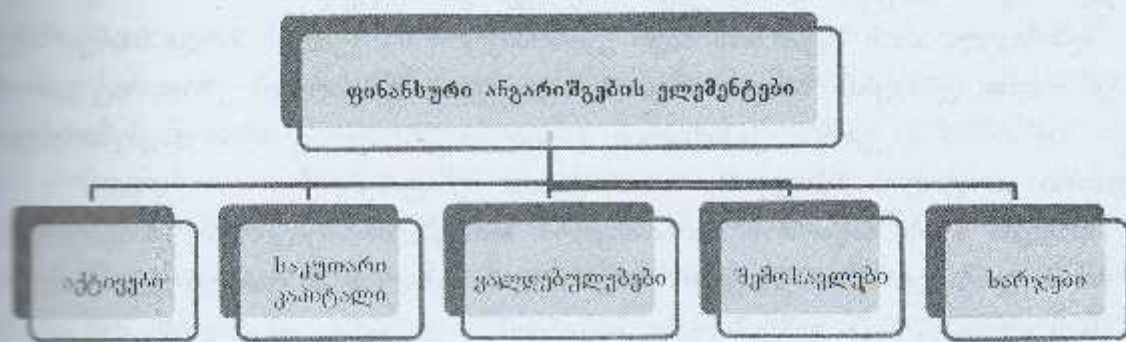 ფინანსური ანგარიშგების ელემენტები
აქტივები
საკუთარი
კაპიტალი
ვალდებულებები
შემოსავლები
ხარჯები